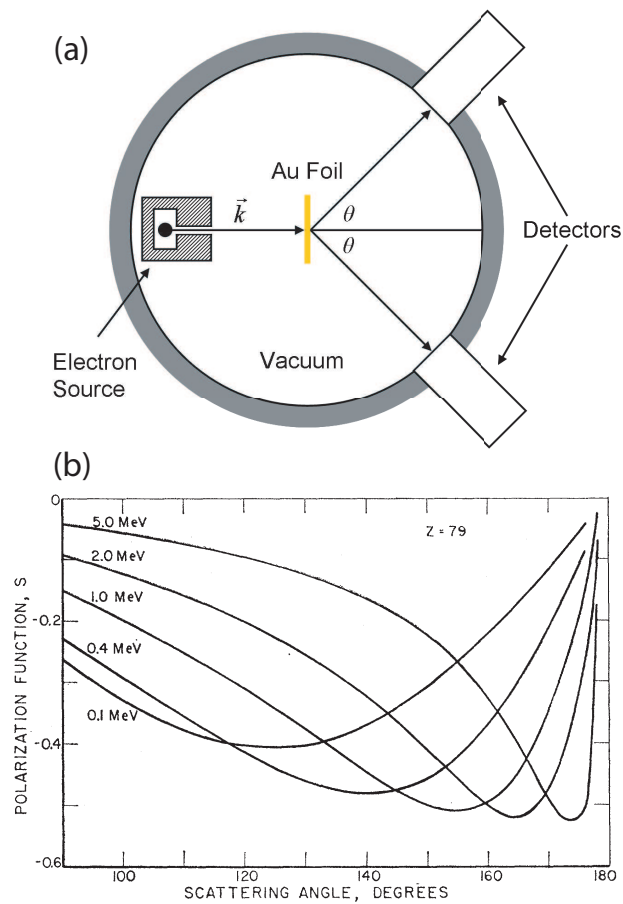 (a)
Au Foil
k
θ
θ
Detectors
Electron
Source
Vacuum
(b)
0
-0.2
-0.4
-0.6
POLARIZATION FUNCTION, S
5.0 MeV
2.0 MeV
1.0 MeV
0.4 MeV
0.1 MeV
Z = 79
100
120
140
160
180
SCATTERING ANGLE, DEGREES